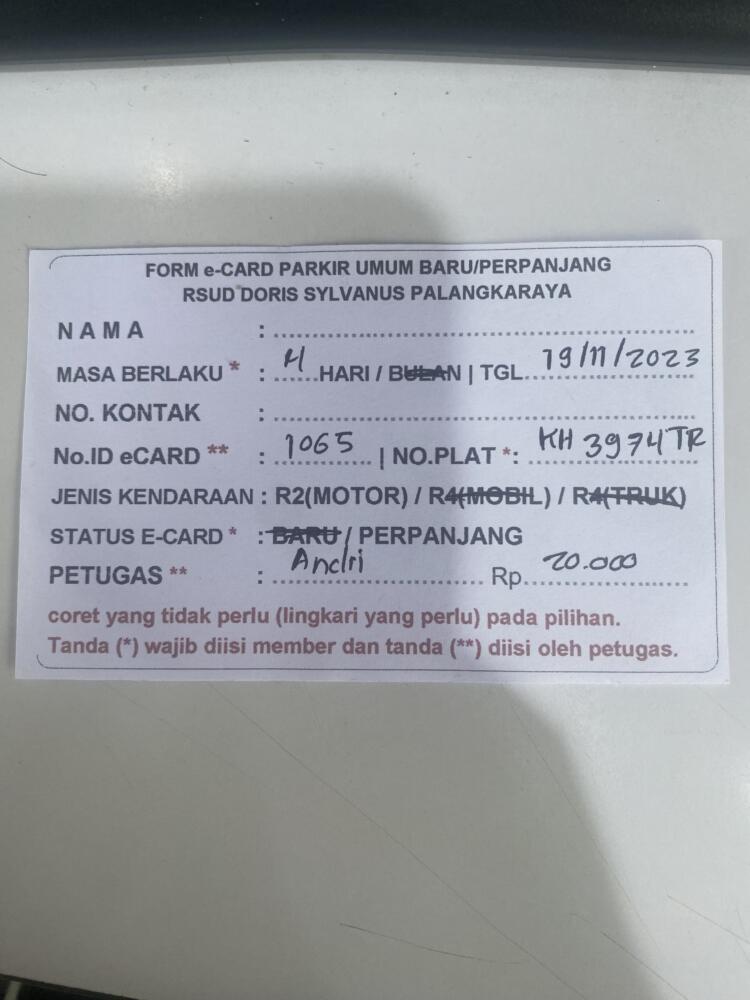 FORM e-CARD PARKIR UMUM BARU/PERPANJANG
RSUD DORIS SYLVANUS PALANGKARAYA
NAMA :
MASA BERLAKU * : 4 HARI / BULAN | TGL. 19/11/2023
NO. KONTAK :
No.ID eCARD ** : 1065 | NO.PLAT *: KH 3974 TR
JENIS KENDARAAN : R2(MOTOR) / R4(MOBIL) / R4(TRUK)
STATUS E-CARD * : BARU / PERPANJANG
PETUGAS ** : Andri Rp. 20.000
coret yang tidak perlu (lingkari yang perlu) pada pilihan.
Tanda (*) wajib diisi member dan tanda (**) diisi oleh petugas.